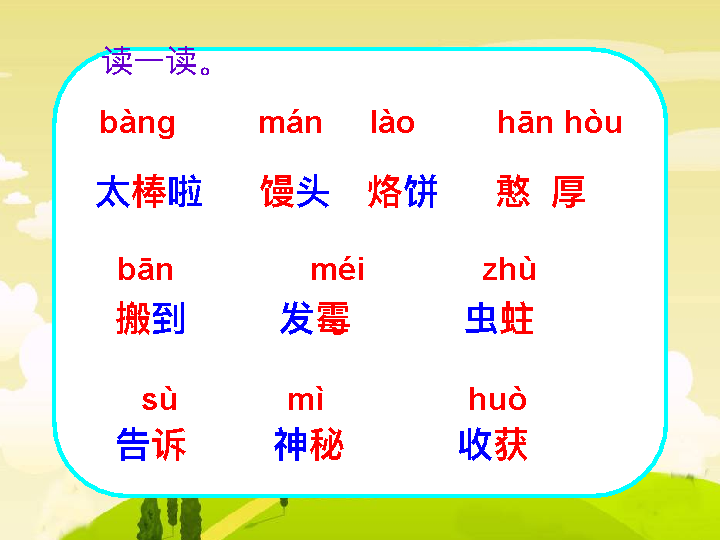 读一读。
bàng mán lào hān hòu
太棒啦 馒头 烙饼 憨 厚
bān méi zhù
搬到 发霉 虫蛀
sù mì huò
告诉 神秘 收获